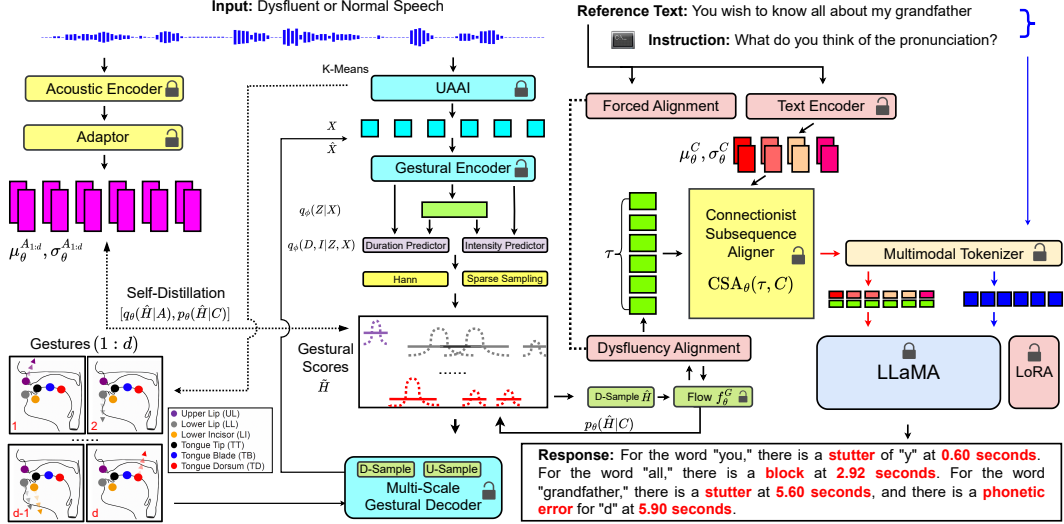 Input: Dysfluent or Normal Speech
Reference Text: You wish to know all about my grandfather
Instruction: What do you think of the pronunciation?
K-Means
Acoustic Encoder
UAAI
Forced Alignment
Text Encoder
Adaptor
X
X̂
Gestural Encoder
μ_θ^C, σ_θ^C
μ_θ^{A_{1:d}}, σ_θ^{A_{1:d}}
q_ϕ(Z|X)
q_ϕ(D, I|Z, X)
Duration Predictor
Intensity Predictor
Hann
Sparse Sampling
τ
Connectionist
Subsequence
Aligner
CSA_θ(τ, C)
Multimodal Tokenizer
Self-Distillation
[q_θ(Ĥ|A), p_θ(Ĥ|C)]
Gestures (1 : d)
Gestural
Scores
H̃
......
Dysfluency Alignment
D-Sample Ĥ
Flow f_θ^G
p_θ(Ĥ|C)
LLaMA
LoRA
1
2
......
d-1
d
Upper Lip (UL)
Lower Lip (LL)
Lower Incisor (LI)
Tongue Tip (TT)
Tongue Blade (TB)
Tongue Dorsum (TD)
D-Sample
U-Sample
Multi-Scale
Gestural Decoder
Response: For the word "you," there is a stutter of "y" at 0.60 seconds.
For the word "all," there is a block at 2.92 seconds. For the word
"grandfather," there is a stutter at 5.60 seconds, and there is a phonetic
error for "d" at 5.90 seconds.